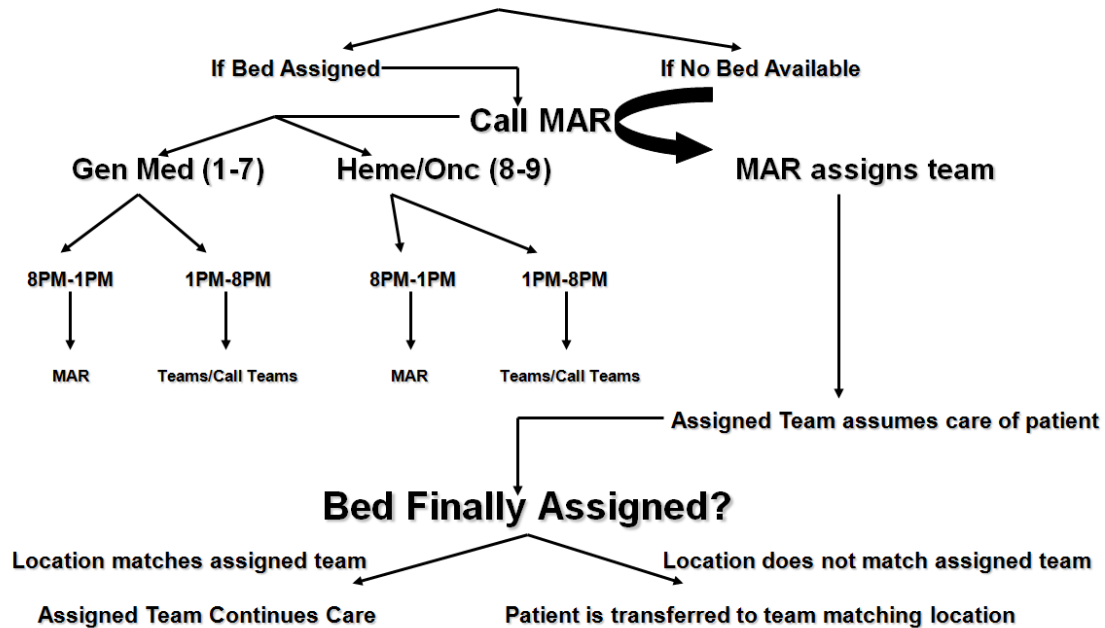 If Bed Assigned
If No Bed Available
Call MAR
Gen Med (1-7)
Heme/Onc (8-9)
MAR assigns team
8PM-1PM
1PM-8PM
8PM-1PM
1PM-8PM
MAR
Teams/Call Teams
MAR
Teams/Call Teams
Assigned Team assumes care of patient
Bed Finally Assigned?
Location matches assigned team
Location does not match assigned team
Assigned Team Continues Care
Patient is transferred to team matching location